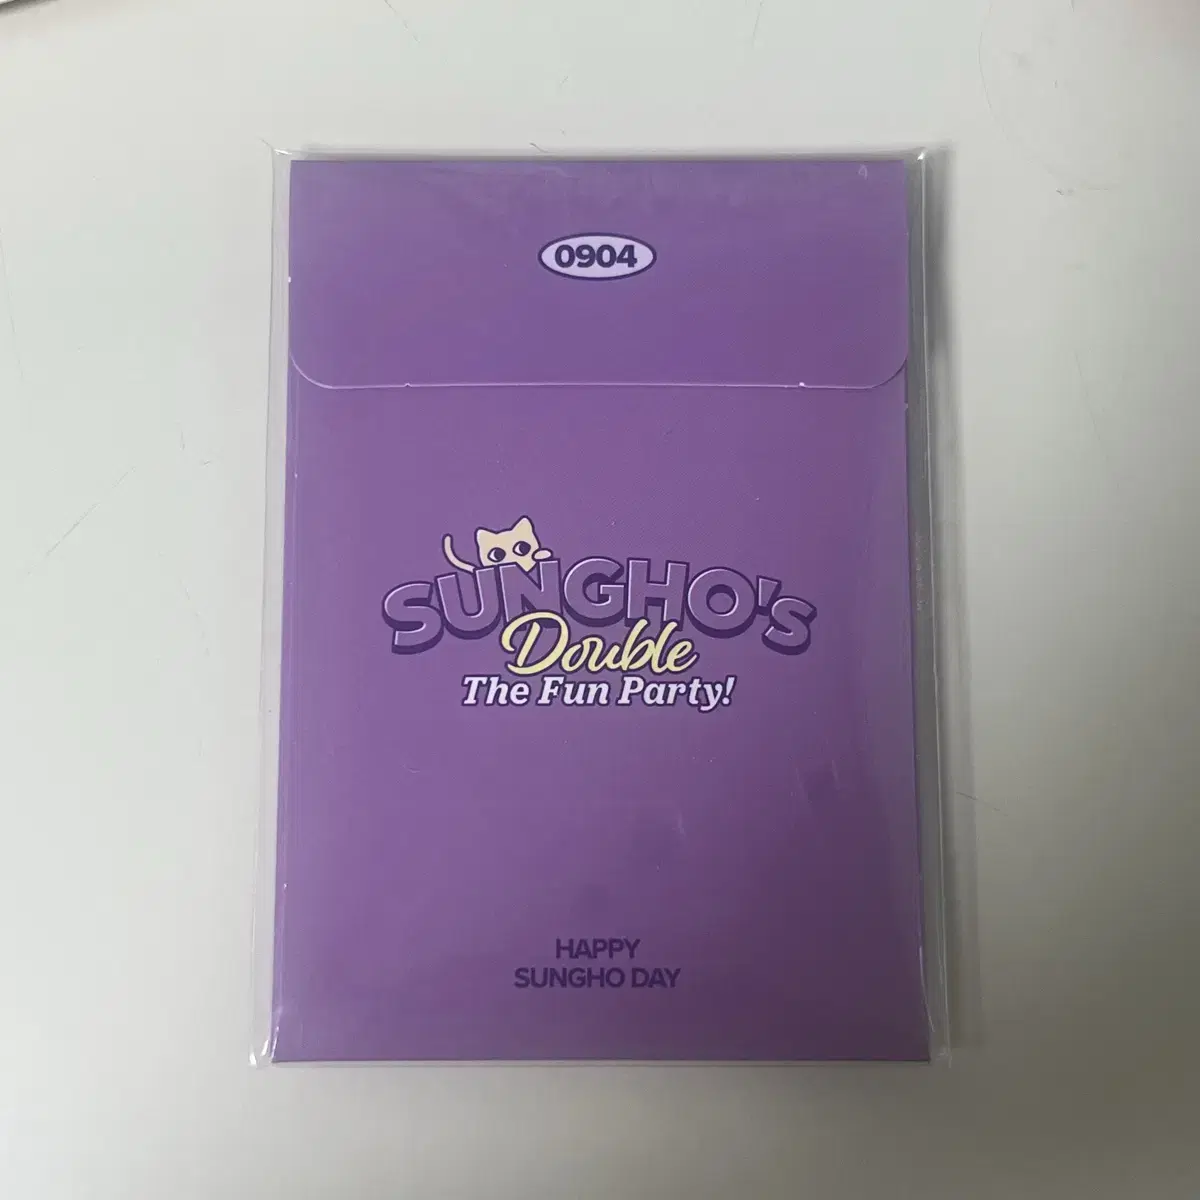 0904
SUNGHO'S
Double
The Fun Party!
HAPPY
SUNGHO DAY